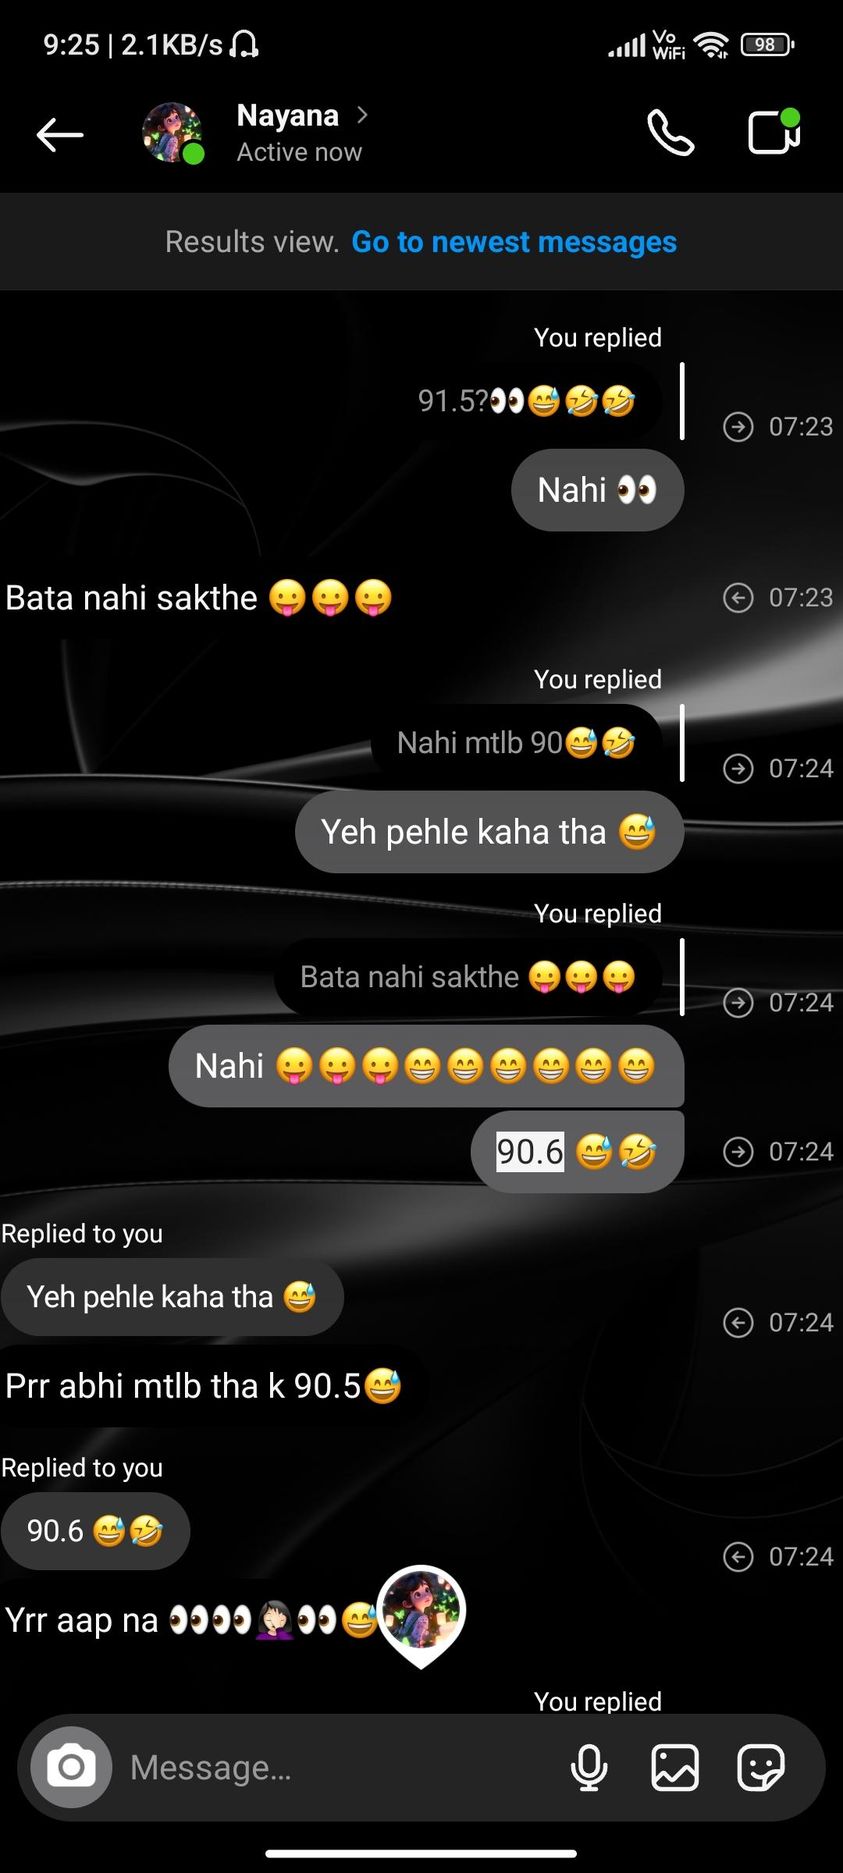 9:25 | 2.1KB/s
Vo
WiFi
98
Nayana
Active now
Results view. Go to newest messages
You replied
91.5?👀😅🤣🤣
07:23
Nahi 👀
Bata nahi sakthe 😛😛😛
07:23
You replied
Nahi mtlb 90😅🤣
07:24
Yeh pehle kaha tha 😅
You replied
Bata nahi sakthe 😛😛😛
07:24
Nahi 😛😛😛😁😁😁😁😁😁
90.6 😅🤣
07:24
Replied to you
Yeh pehle kaha tha 😅
07:24
Prr abhi mtlb tha k 90.5😅
Replied to you
90.6 😅🤣
07:24
Yrr aap na 👀👀🤦🏻‍♀️👀😅
You replied
Message...